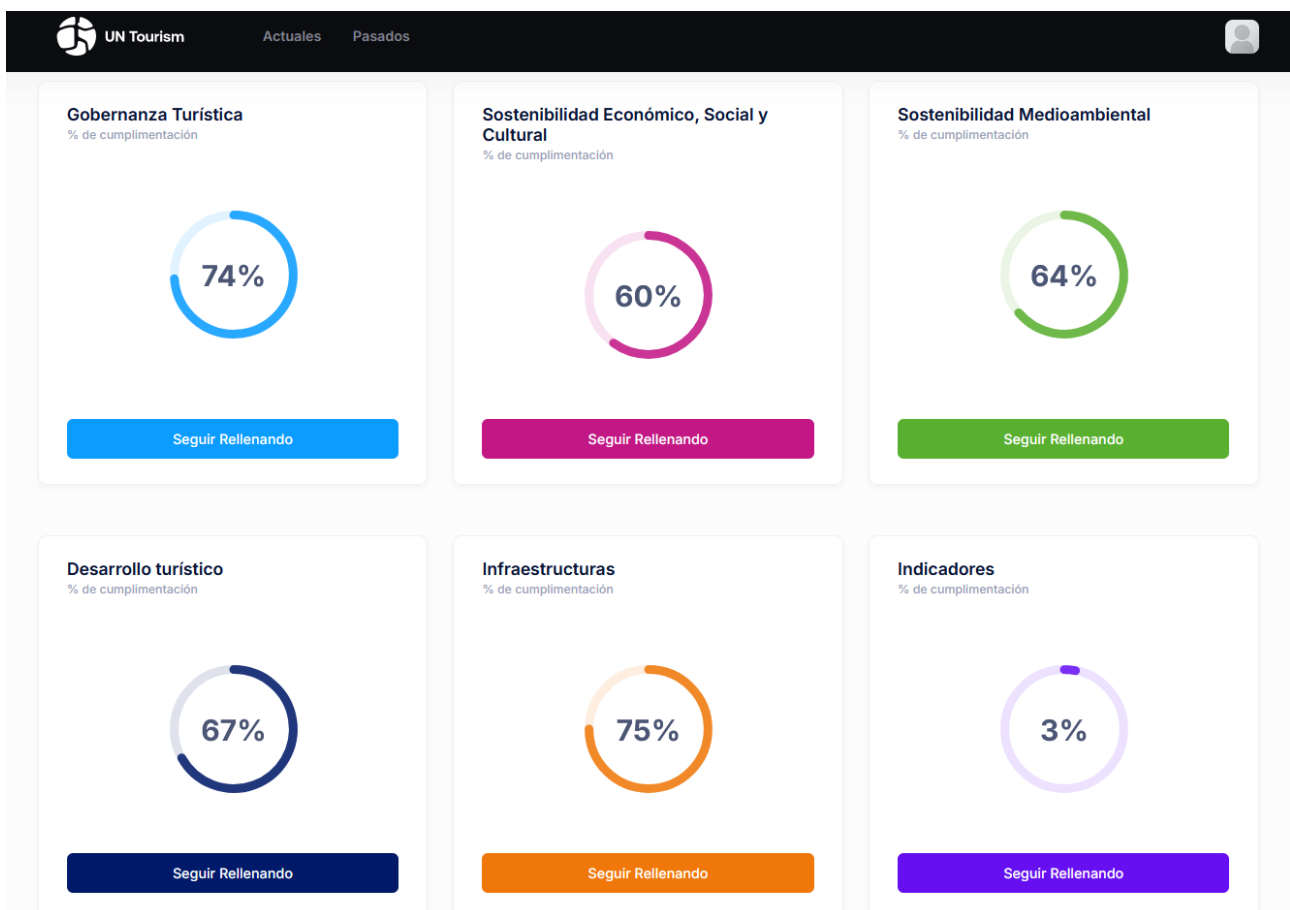 UN Tourism
Actuales
Pasados
Gobernanza Turística
% de cumplimentación
74%
Seguir Rellenando
Sostenibilidad Económico, Social y
Cultural
% de cumplimentación
60%
Seguir Rellenando
Sostenibilidad Medioambiental
% de cumplimentación
64%
Seguir Rellenando
Desarrollo turístico
% de cumplimentación
67%
Seguir Rellenando
Infraestructuras
% de cumplimentación
75%
Seguir Rellenando
Indicadores
% de cumplimentación
3%
Seguir Rellenando